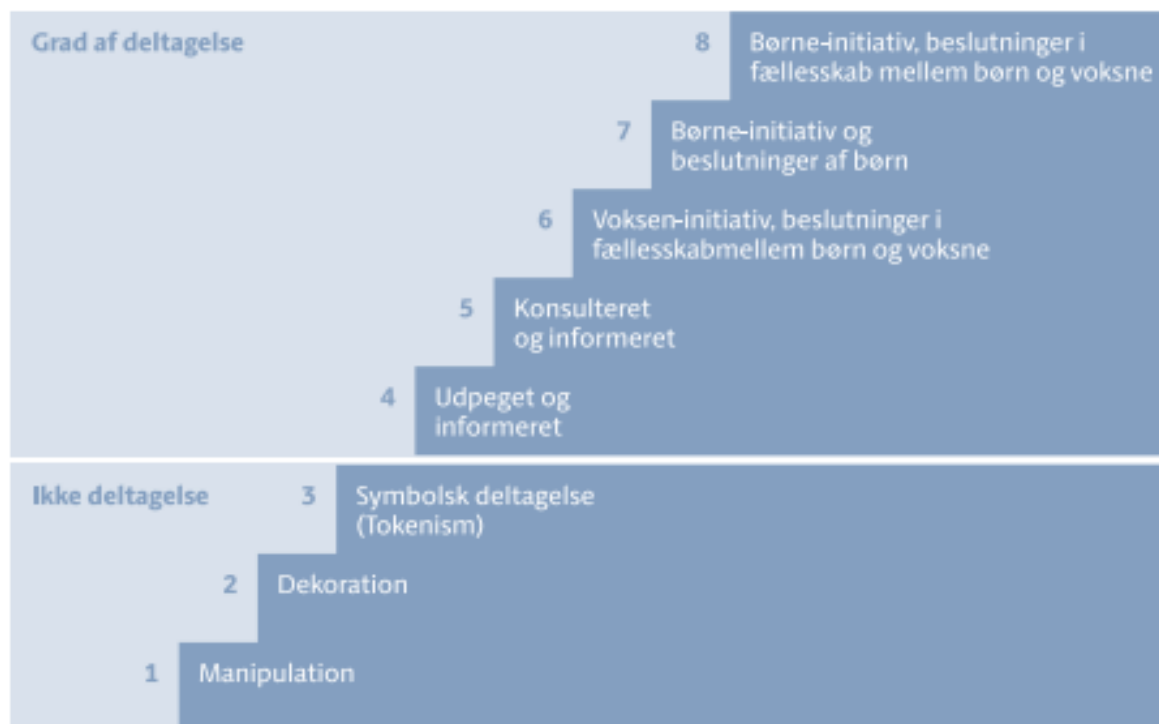 Grad af deltagelse
8
Børne-initiativ, beslutninger i
fællesskab mellem børn og voksne
7
Børne-initiativ og
beslutninger af børn
6
Voksen-initiativ, beslutninger i
fællesskabmellem børn og voksne
5
Konsulteret
og informeret
4
Udpeget og
informeret
Ikke deltagelse
3
Symbolsk deltagelse
(Tokenism)
2
Dekoration
1
Manipulation